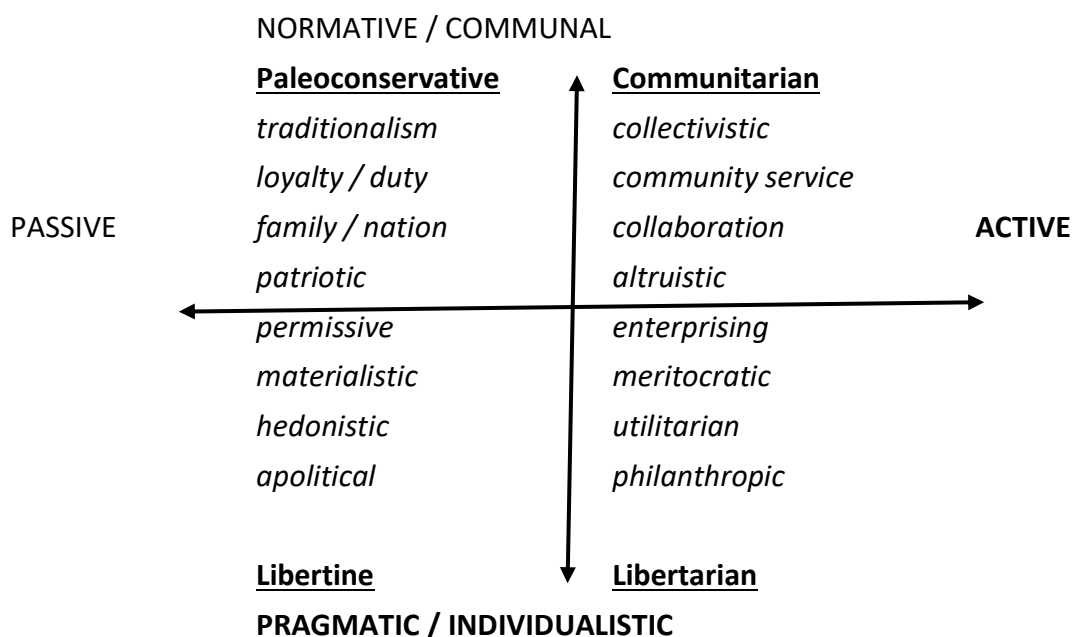 NORMATIVE / COMMUNAL
Paleoconservative Communitarian
traditionalism collectivistic
loyalty / duty community service
PASSIVE family / nation collaboration ACTIVE
patriotic altruistic
permissive enterprising
materialistic meritocratic
hedonistic utilitarian
apolitical philanthropic
Libertine Libertarian
PRAGMATIC / INDIVIDUALISTIC